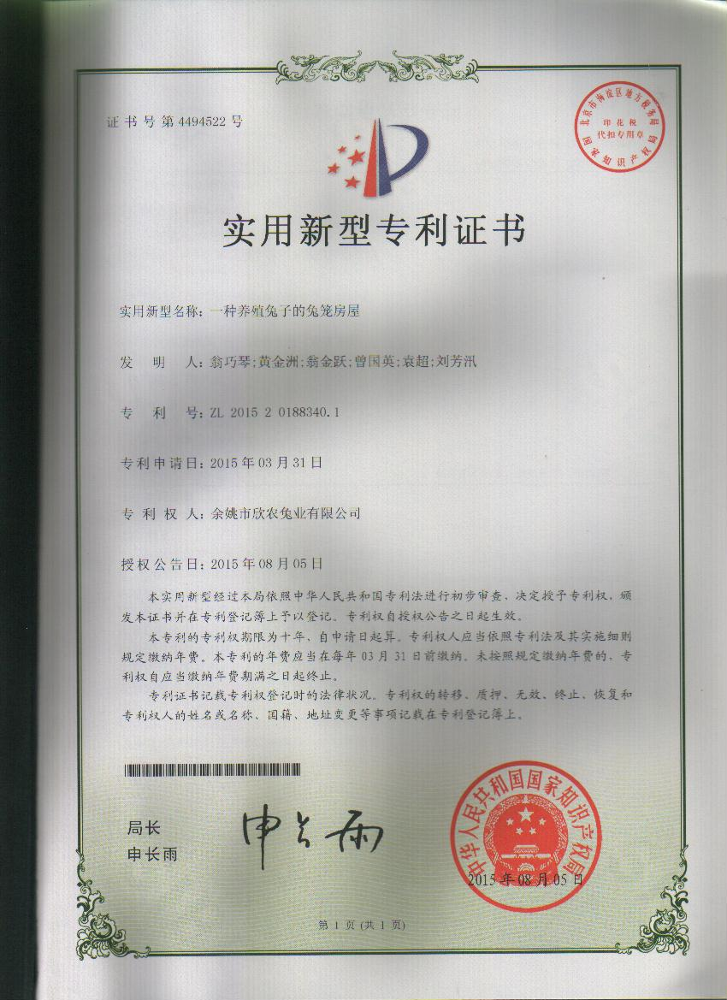 证书号第4494522号
北京市海淀区地方税务局
印花税
代扣专用章
国家知识产权局
实用新型专利证书
实用新型名称：一种养殖兔子的兔笼房屋
发明人：翁巧琴;黄金洲;翁金跃;曾国英;袁超;刘芳汛
专利号：ZL 2015 2 0188340.1
专利申请日：2015年03月31日
专利权人：余姚市欣农兔业有限公司
授权公告日：2015年08月05日
本实用新型经过本局依照中华人民共和国专利法进行初步审查，决定授予专利权，颁
发本证书并在专利登记簿上予以登记。专利权自授权公告之日起生效。
本专利的专利权期限为十年，自申请日起算。专利权人应当依照专利法及其实施细则
规定缴纳年费。本专利的年费应当在每年03月31日前缴纳。未按照规定缴纳年费的，专
利权自应当缴纳年费期满之日起终止。
专利证书记载专利权登记时的法律状况。专利权的转移、质押、无效、终止、恢复和
专利权人的姓名或名称、国籍、地址变更等事项记载在专利登记簿上。
局长
申长雨
申长雨
中华人民共和国国家知识产权局
2015年08月05日
第 1 页 (共 1 页)